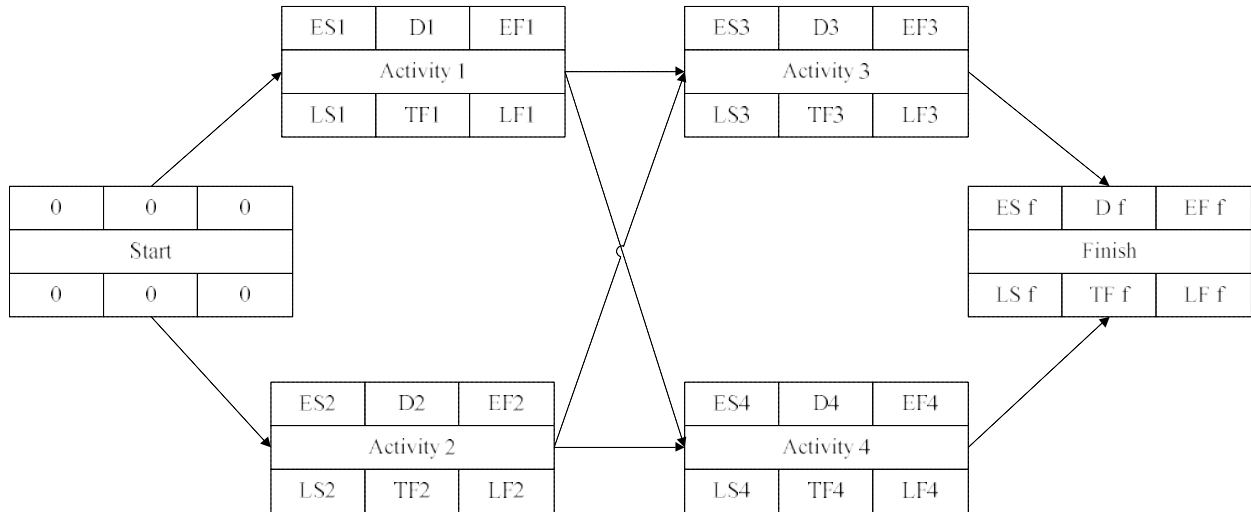 ES1 D1 EF1
Activity 1
LS1 TF1 LF1
ES3 D3 EF3
Activity 3
LS3 TF3 LF3
0 0 0
Start
0 0 0
ES f D f EF f
Finish
LS f TF f LF f
ES2 D2 EF2
Activity 2
LS2 TF2 LF2
ES4 D4 EF4
Activity 4
LS4 TF4 LF4